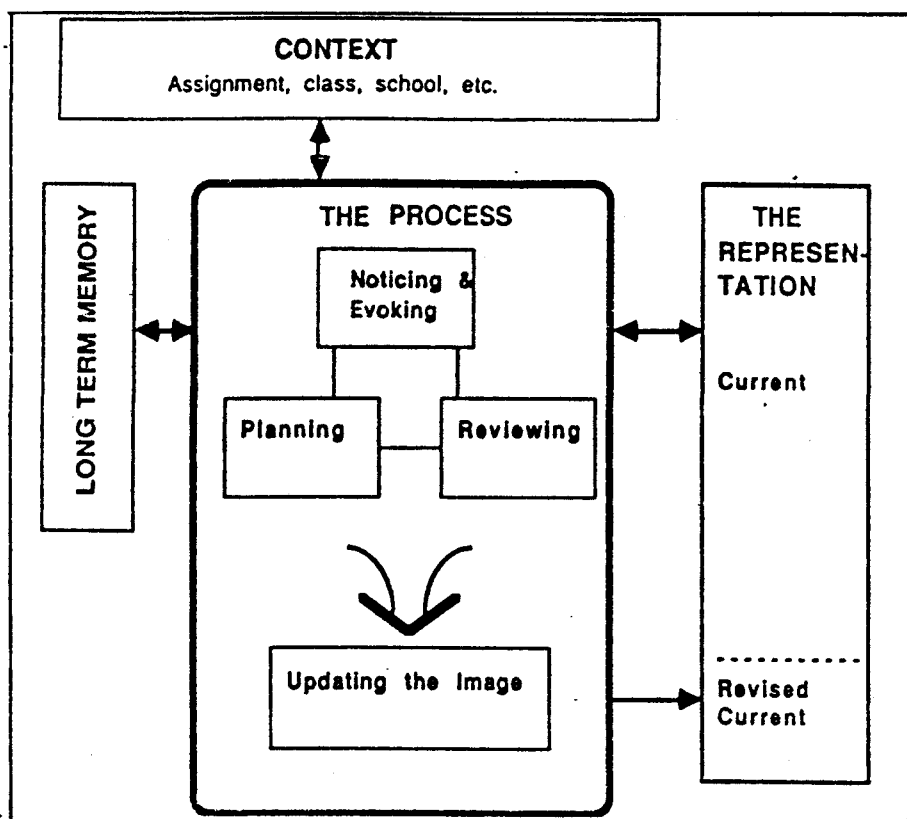 CONTEXT
Assignment, class, school, etc.
LONG TERM MEMORY
THE PROCESS
Noticing &
Evoking
Planning
Reviewing
Updating the Image
THE
REPRESEN-
TATION
Current
Revised
Current